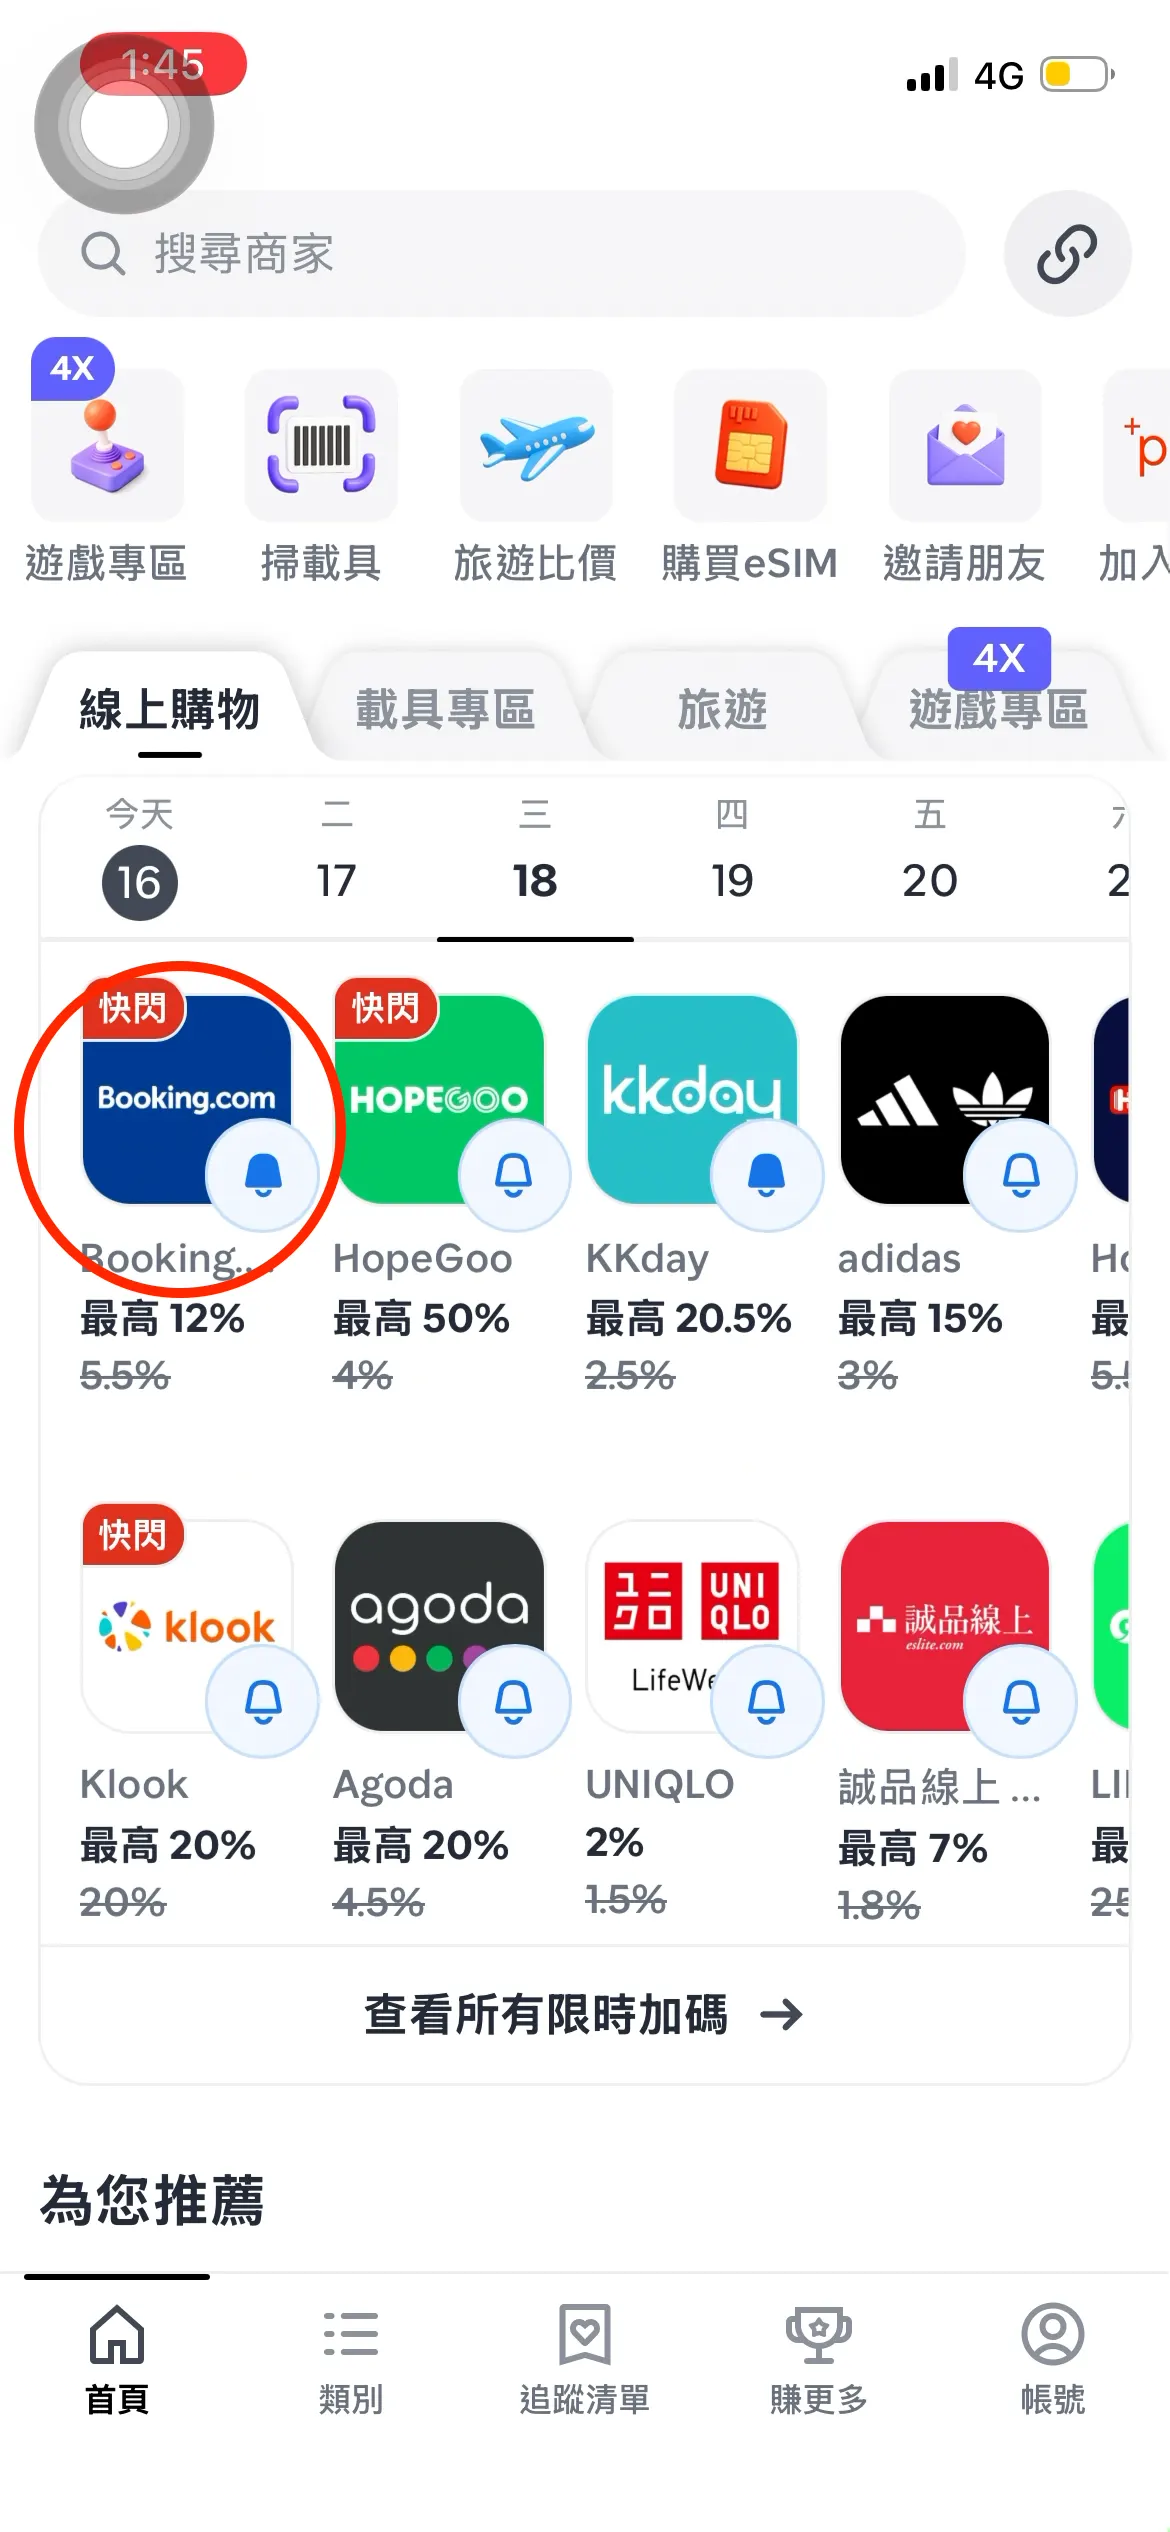 1:45
4G
搜尋商家
4X
遊戲專區
掃載具
旅遊比價
購買eSIM
邀請朋友
加入
4X
線上購物
載具專區
旅遊
遊戲專區
今天
二
三
四
五
16
17
18
19
20
快閃
Booking.com
快閃
HOPEGOO
kkday
Booking...
HopeGoo
KKday
adidas
最高 12%
最高 50%
最高 20.5%
最高 15%
5.5%
4%
2.5%
3%
快閃
klook
agoda
ユニクロ
UNIQLO
LifeWe
誠品線上
eslite.com
Klook
Agoda
UNIQLO
誠品線上 ...
最高 20%
最高 20%
2%
最高 7%
20%
4.5%
1.5%
1.8%
查看所有限時加碼 →
為您推薦
首頁
類別
追蹤清單
賺更多
帳號